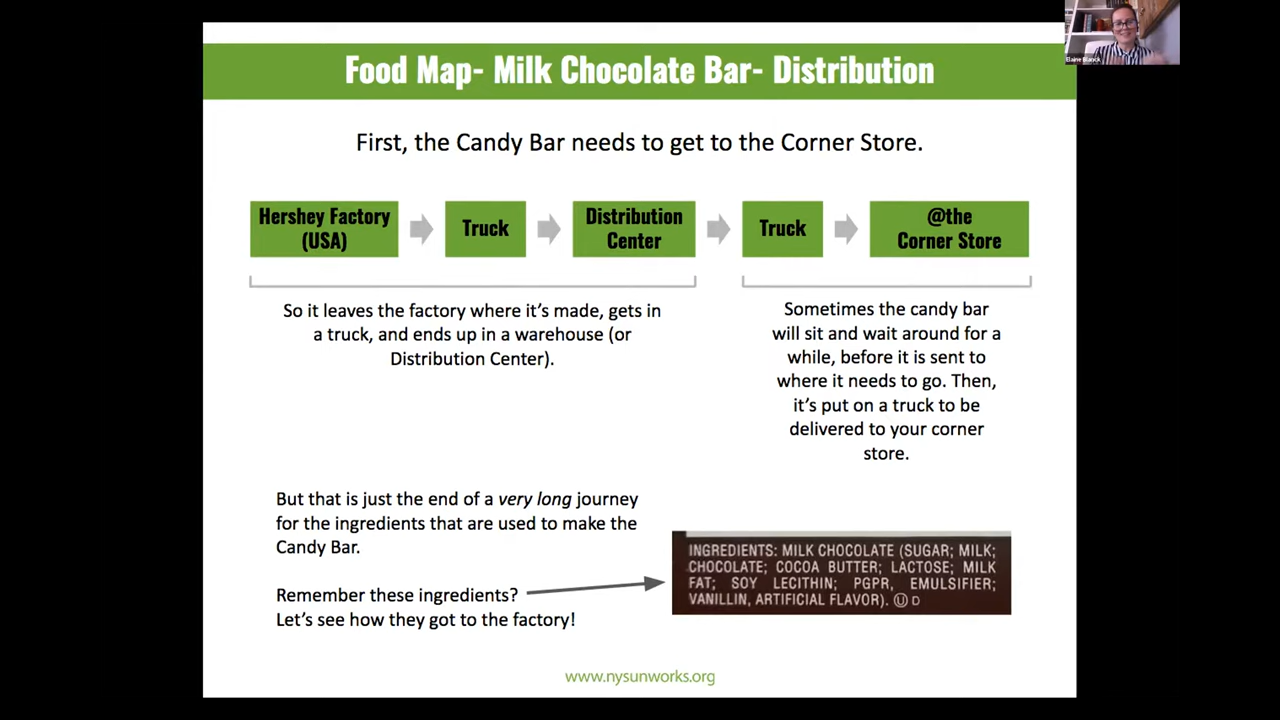 Elaine Blanck
Food Map- Milk Chocolate Bar- Distribution
First, the Candy Bar needs to get to the Corner Store.
Hershey Factory
(USA)
Truck
Distribution
Center
Truck
@the
Corner Store
So it leaves the factory where it’s made, gets in
a truck, and ends up in a warehouse (or
Distribution Center).
Sometimes the candy bar
will sit and wait around for a
while, before it is sent to
where it needs to go. Then,
it’s put on a truck to be
delivered to your corner
store.
But that is just the end of a very long journey
for the ingredients that are used to make the
Candy Bar.
Remember these ingredients?
Let’s see how they got to the factory!
INGREDIENTS: MILK CHOCOLATE (SUGAR; MILK;
CHOCOLATE; COCOA BUTTER; LACTOSE; MILK
FAT; SOY LECITHIN; PGPR, EMULSIFIER;
VANILLIN, ARTIFICIAL FLAVOR). Ⓤ D
www.nysunworks.org